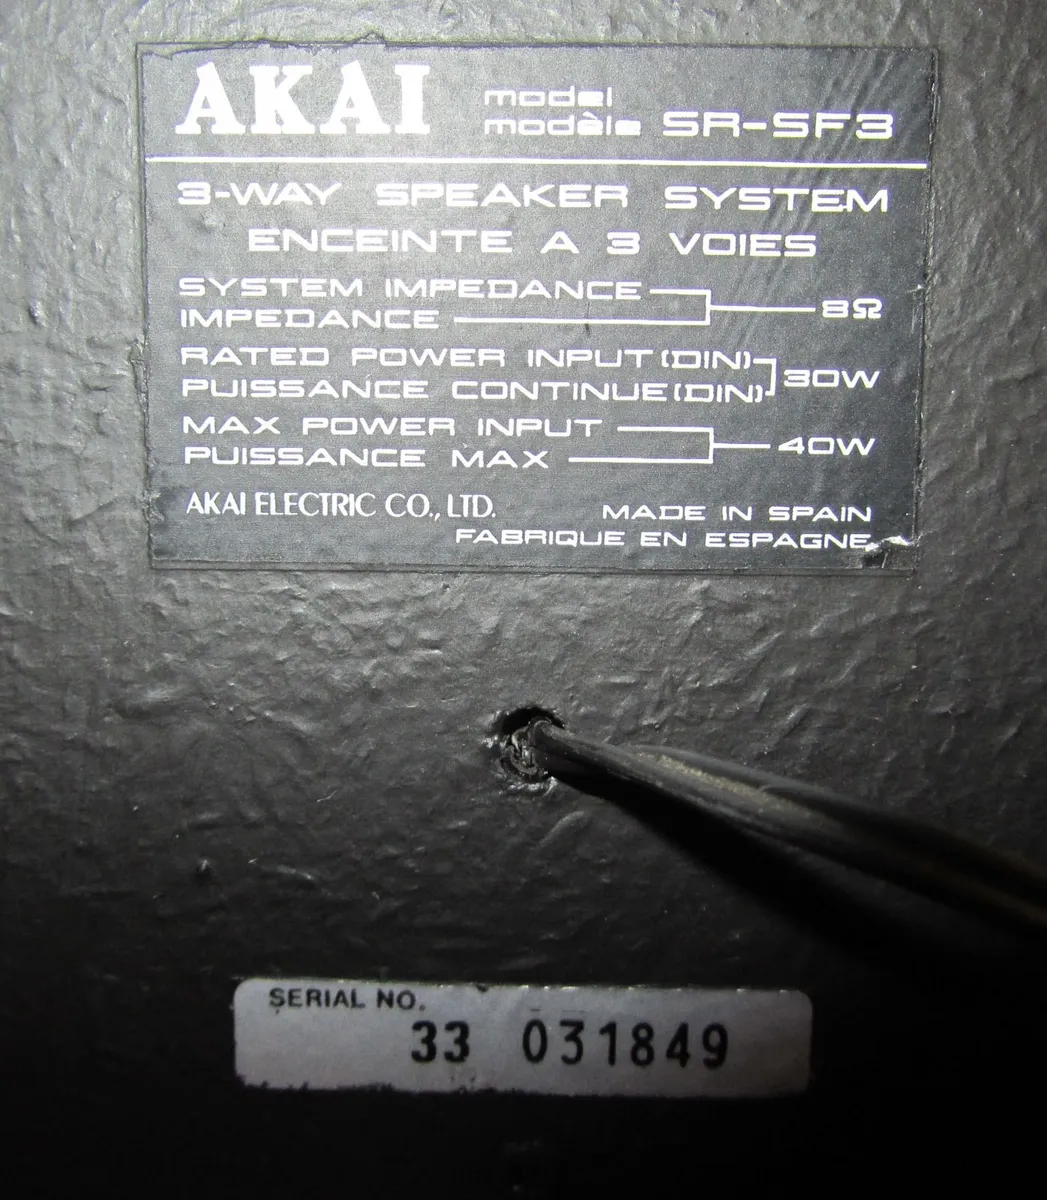 AKAI model
modèle SR-SF3
3-WAY SPEAKER SYSTEM
ENCEINTE A 3 VOIES
SYSTEM IMPEDANCE
IMPEDANCE 8Ω
RATED POWER INPUT (DIN)
PUISSANCE CONTINUE (DIN) 30W
MAX POWER INPUT
PUISSANCE MAX 40W
AKAI ELECTRIC CO., LTD. MADE IN SPAIN
FABRIQUE EN ESPAGNE
SERIAL NO.
33 031849